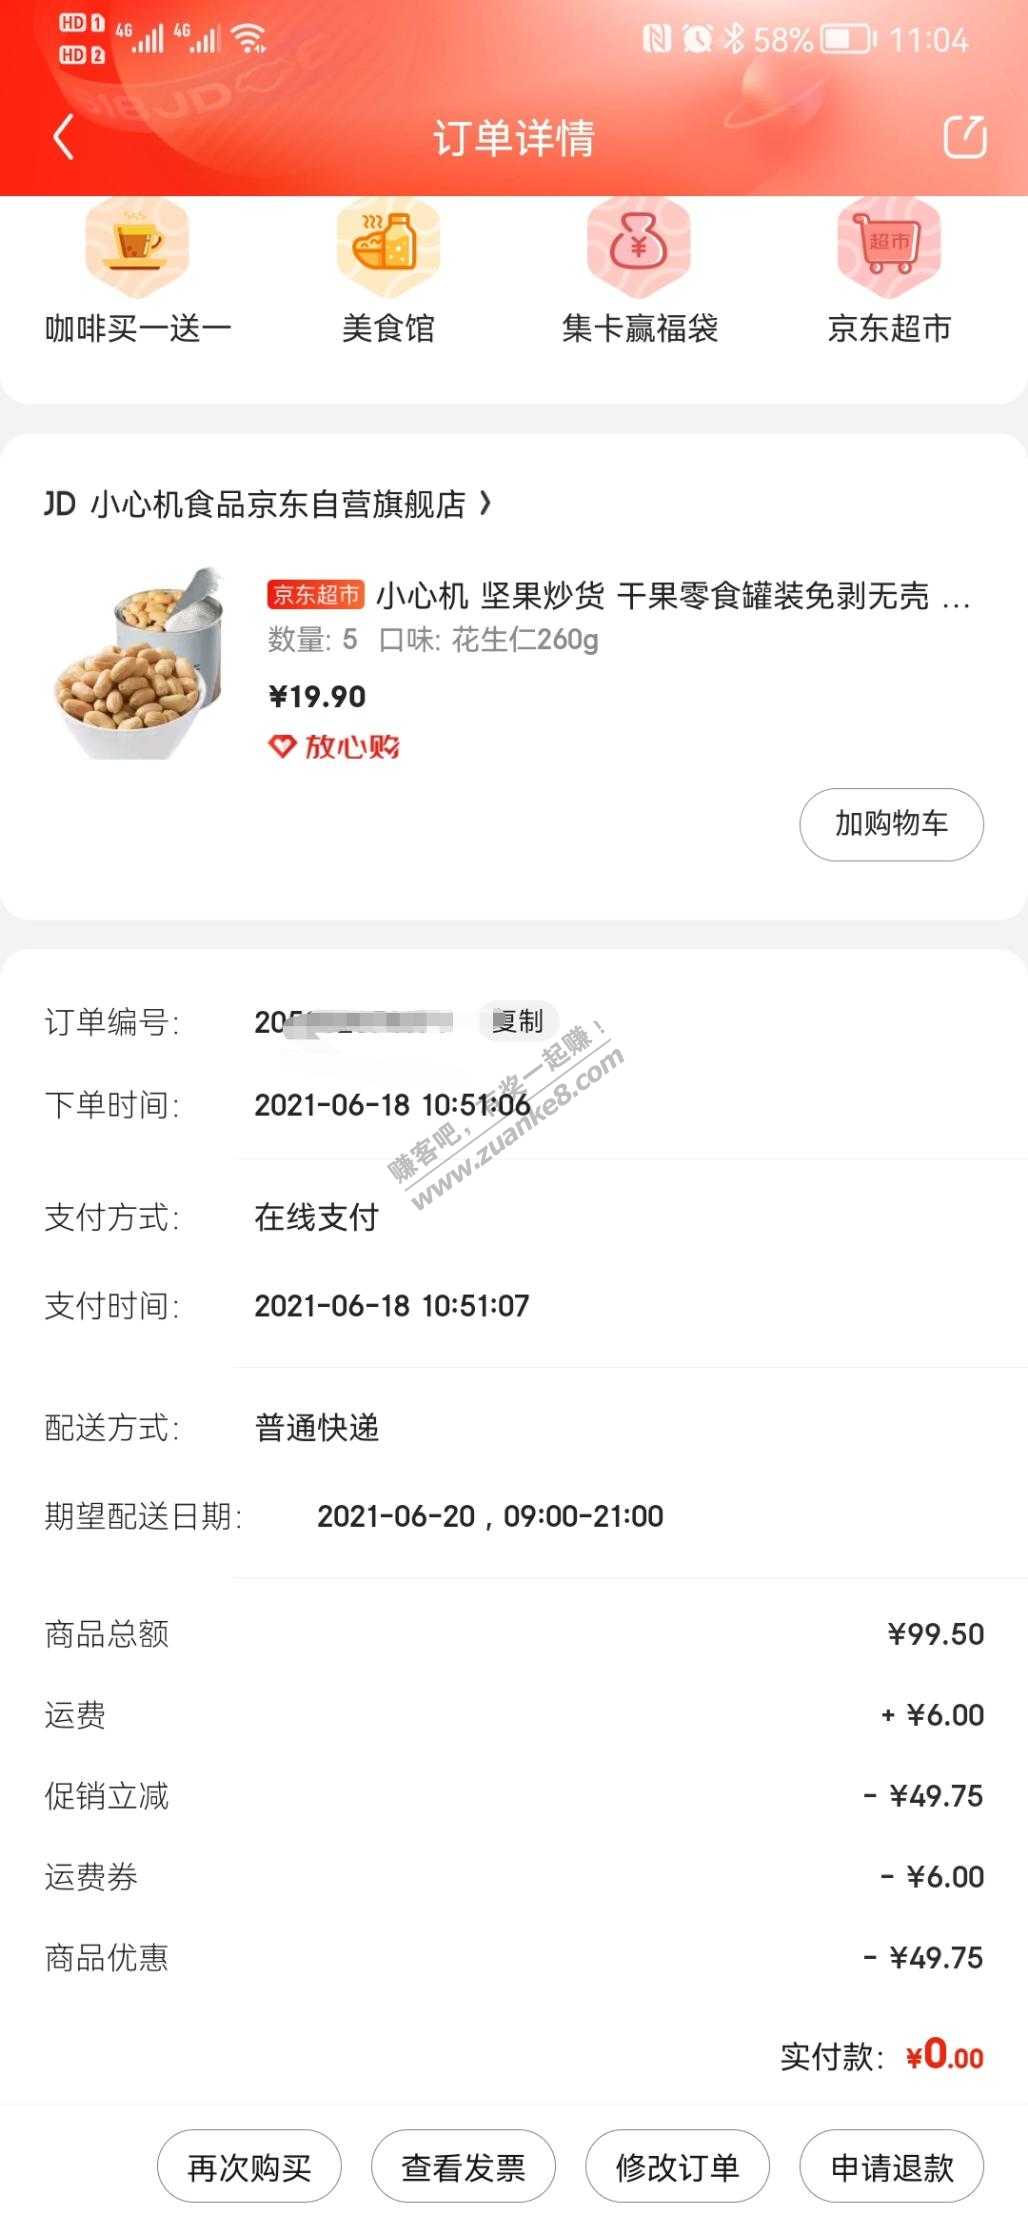 HD 1 4G 4G 58% 11:04
HD 2
订单详情
超市
咖啡买一送一 美食馆 集卡赢福袋 京东超市
JD 小心机食品京东自营旗舰店
京东超市 小心机 坚果炒货 干果零食罐装免剥无壳 ...
数量: 5 口味: 花生仁260g
¥19.90
放心购
加购物车
订单编号: 复制
下单时间: 2021-06-18 10:51:06
赚客吧, 有奖一起赚!
www.zuanke8.com
支付方式: 在线支付
支付时间: 2021-06-18 10:51:07
配送方式: 普通快递
期望配送日期: 2021-06-20 , 09:00-21:00
商品总额 ¥99.50
运费 + ¥6.00
促销立减 - ¥49.75
运费券 - ¥6.00
商品优惠 - ¥49.75
实付款: ¥0.00
再次购买 查看发票 修改订单 申请退款